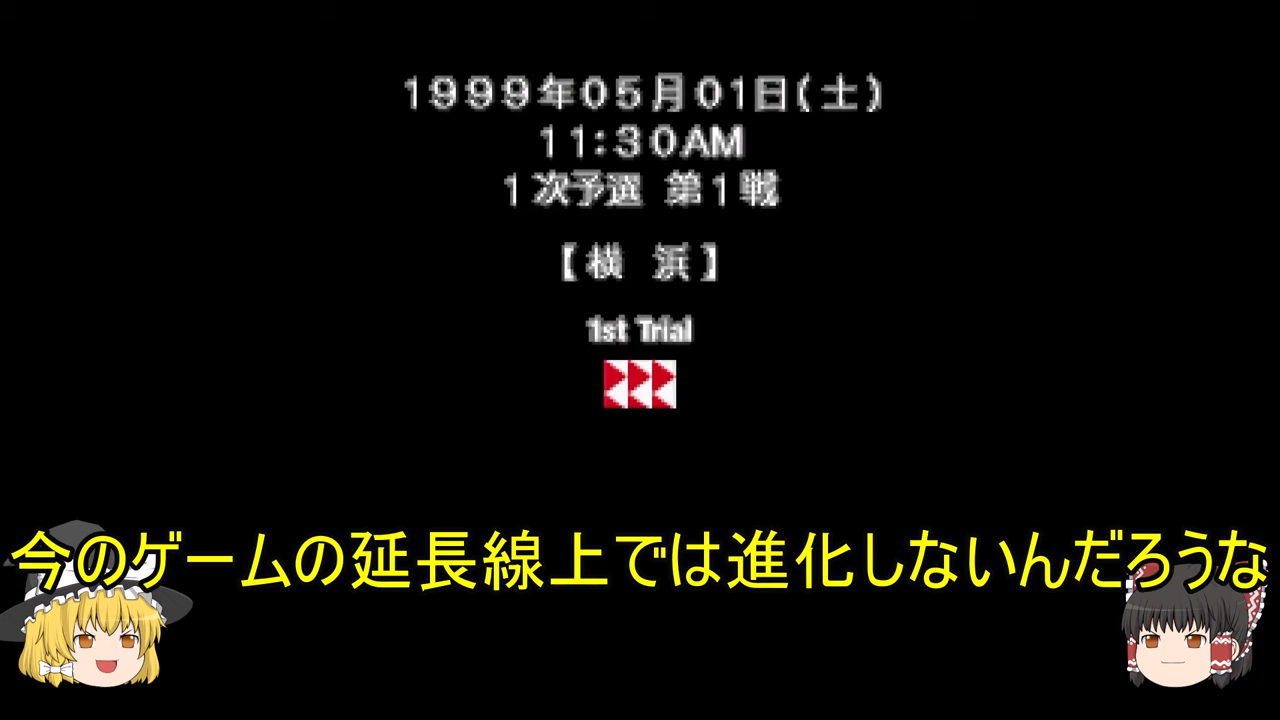 1999年05月01日(土)
11:30AM
1次予選 第1戦
【横 浜】
1st Trial
今のゲームの延長線上では進化しないんだろうな